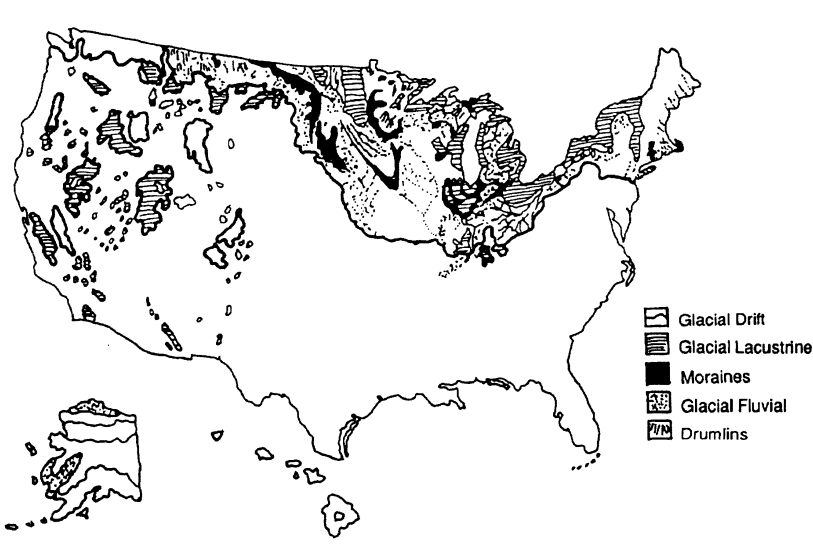 Glacial Drift
Glacial Lacustrine
Moraines
Glacial Fluvial
Drumlins